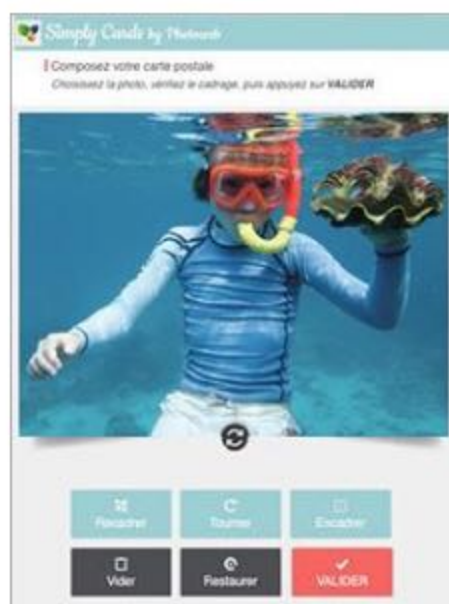 Simply Cards by Photoweb
Composez votre carte postale
Choisissez la photo, vérifiez le cadrage, puis appuyez sur VALIDER
Recadrer Tourner Encadrer
Vider Restaurer VALIDER